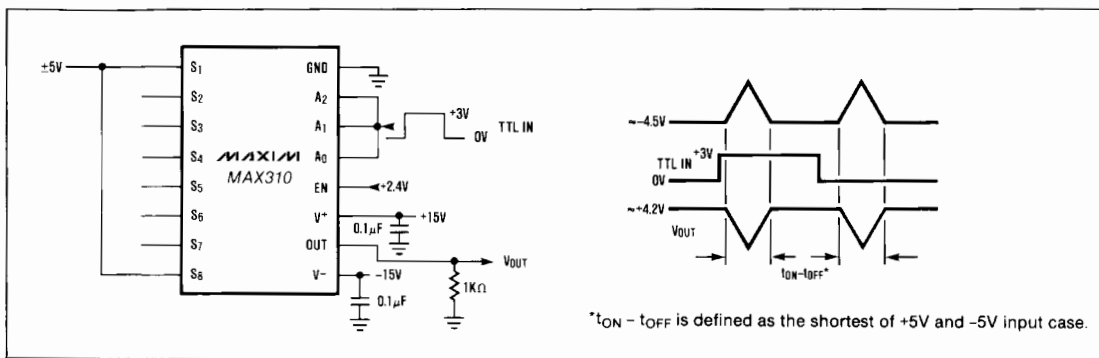 ±5V
S1
S2
S3
S4
S5
S6
S7
S8
MAXIM
MAX310
GND
A2
A1
A0
EN
V+
OUT
V-
+3V
0V
TTL IN
+2.4V
+15V
0.1µF
VOUT
-15V
0.1µF
1KΩ
≈-4.5V
TTL IN
+3V
0V
≈+4.2V
VOUT
tON-tOFF*
*tON – tOFF is defined as the shortest of +5V and -5V input case.